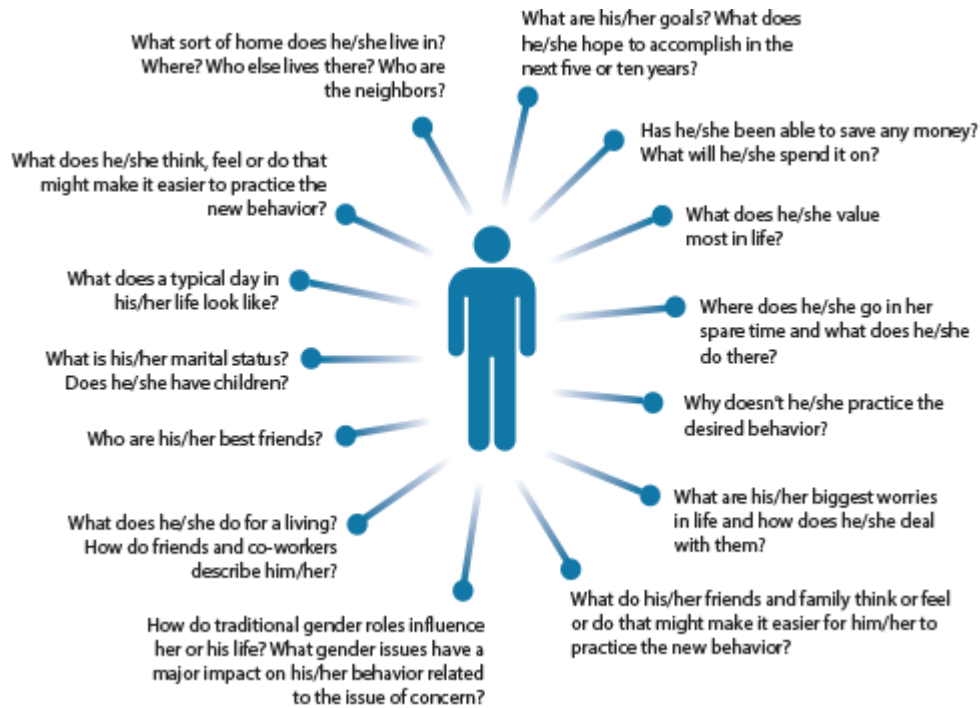 What sort of home does he/she live in?
Where? Who else lives there? Who are
the neighbors?
What are his/her goals? What does
he/she hope to accomplish in the
next five or ten years?
Has he/she been able to save any money?
What will he/she spend it on?
What does he/she think, feel or do that
might make it easier to practice the
new behavior?
What does he/she value
most in life?
What does a typical day in
his/her life look like?
Where does he/she go in her
spare time and what does he/she
do there?
What is his/her marital status?
Does he/she have children?
Why doesn't he/she practice the
desired behavior?
Who are his/her best friends?
What are his/her biggest worries
in life and how does he/she deal
with them?
What does he/she do for a living?
How do friends and co-workers
describe him/her?
What do his/her friends and family think or feel
or do that might make it easier for him/her to
practice the new behavior?
How do traditional gender roles influence
her or his life? What gender issues have a
major impact on his/her behavior related
to the issue of concern?